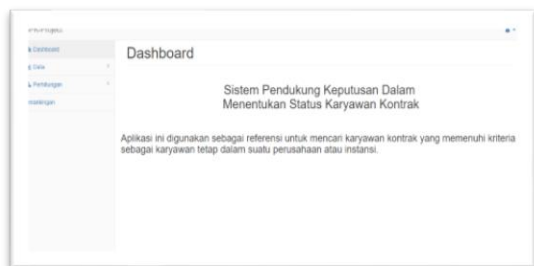 Dashboard
Dashboard
Data
Sistem Pendukung Keputusan Dalam
Menentukan Status Karyawan Kontrak
Aplikasi ini digunakan sebagai referensi untuk mencari karyawan kontrak yang memenuhi kriteria
sebagai karyawan tetap dalam suatu perusahaan atau instansi.